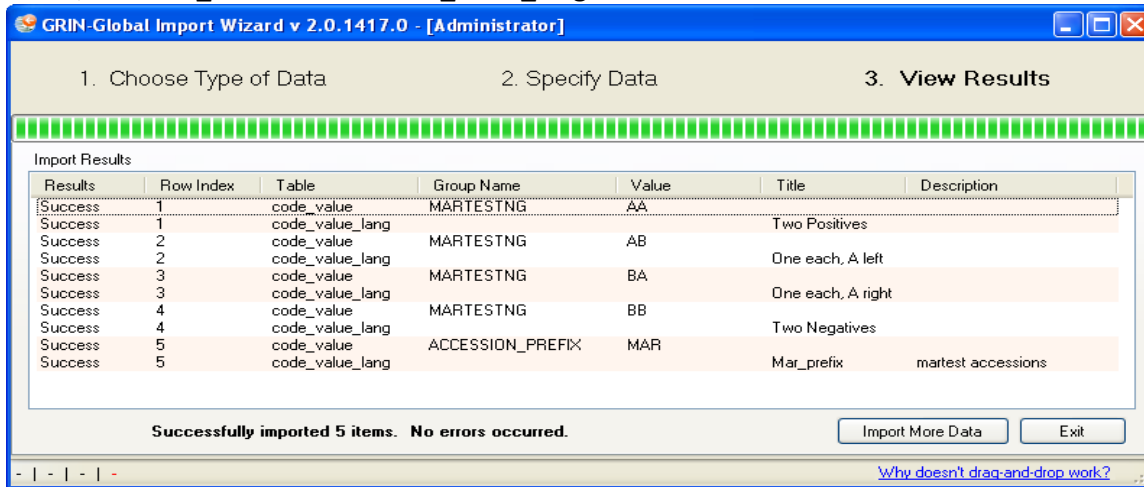 GRIN-Global Import Wizard v 2.0.1417.0 - [Administrator]
1. Choose Type of Data 2. Specify Data 3. View Results
Import Results
Results Row Index Table Group Name Value Title Description
Success 1 code_value MARTESTNG AA
Success 1 code_value_lang Two Positives
Success 2 code_value MARTESTNG AB
Success 2 code_value_lang One each, A left
Success 3 code_value MARTESTNG BA
Success 3 code_value_lang One each, A right
Success 4 code_value MARTESTNG BB
Success 4 code_value_lang Two Negatives
Success 5 code_value ACCESSION_PREFIX MAR
Success 5 code_value_lang Mar_prefix martest accessions
Successfully imported 5 items. No errors occurred. Import More Data Exit
- | - | - | - Why doesn't drag-and-drop work?